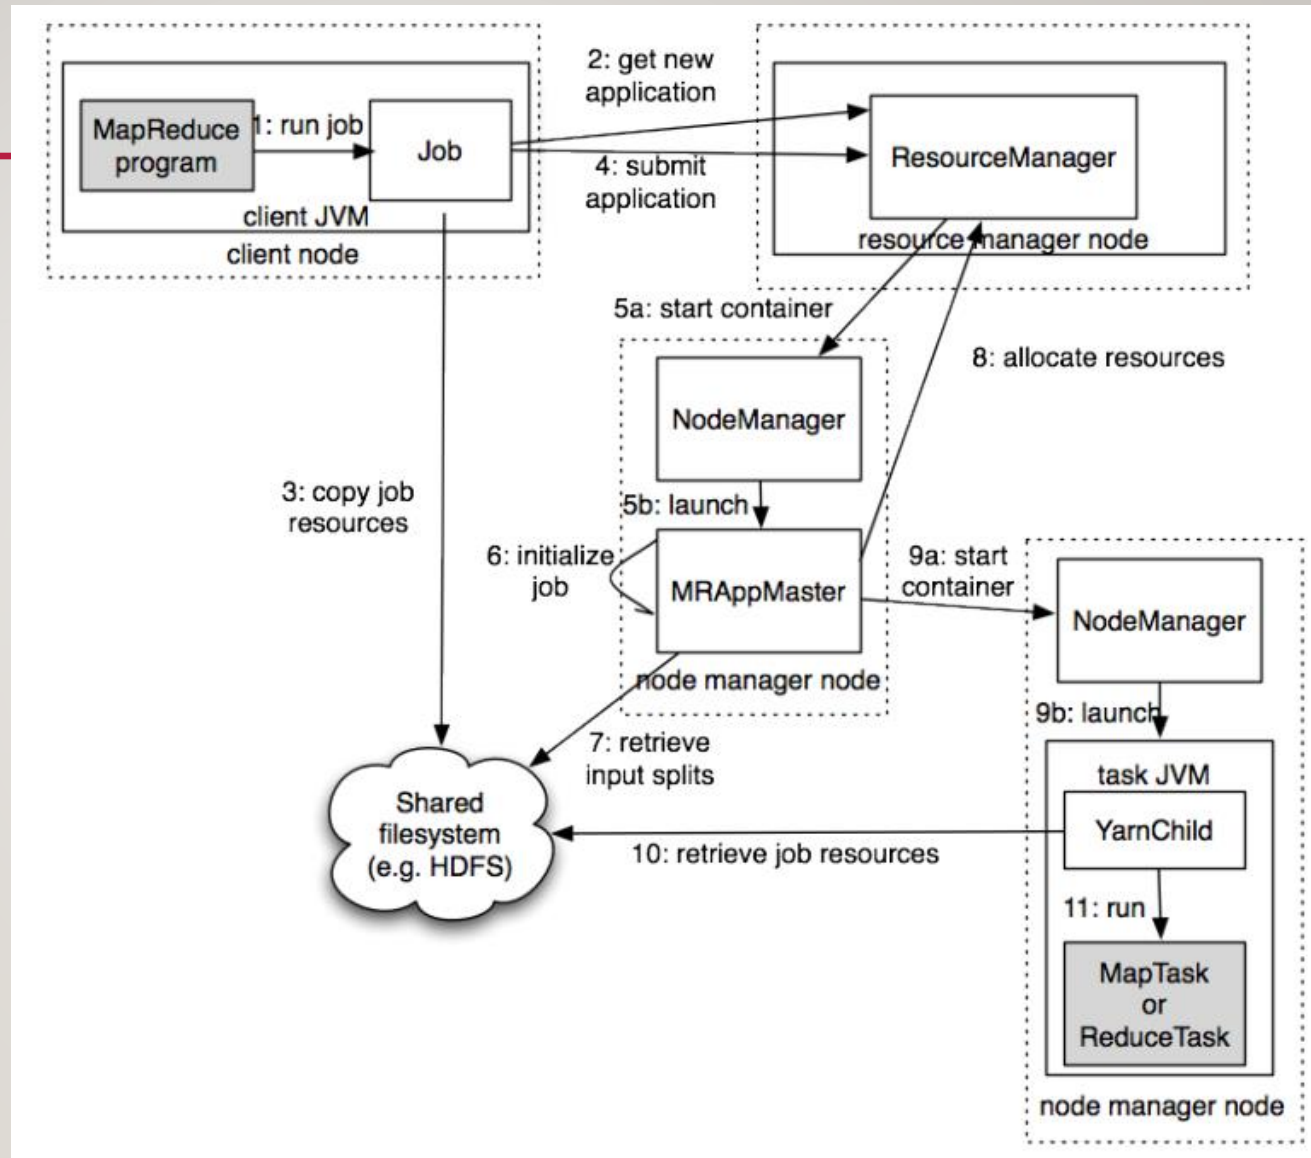 MapReduce
program
1: run job
Job
client JVM
client node
2: get new
application
4: submit
application
ResourceManager
resource manager node
5a: start container
8: allocate resources
NodeManager
5b: launch
3: copy job
resources
6: initialize
job
MRAppMaster
node manager node
9a: start
container
NodeManager
9b: launch
7: retrieve
input splits
Shared
filesystem
(e.g. HDFS)
10: retrieve job resources
task JVM
YarnChild
11: run
MapTask
or
ReduceTask
node manager node